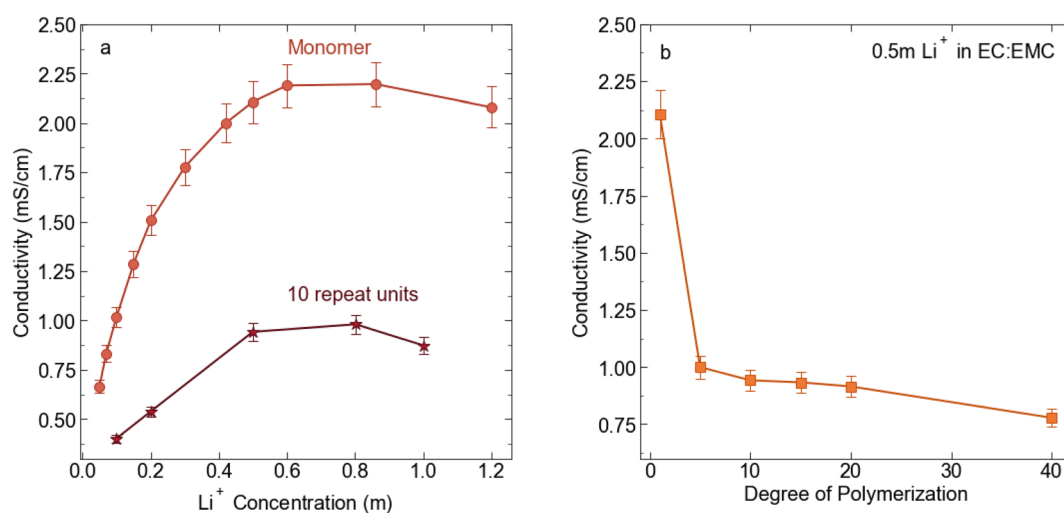 a
Monomer
10 repeat units
Conductivity (mS/cm)
2.50
2.25
2.00
1.75
1.50
1.25
1.00
0.75
0.50
0.0 0.2 0.4 0.6 0.8 1.0 1.2
Li⁺ Concentration (m)
b
0.5m Li⁺ in EC:EMC
Conductivity (mS/cm)
2.50
2.25
2.00
1.75
1.50
1.25
1.00
0.75
0 10 20 30 40
Degree of Polymerization